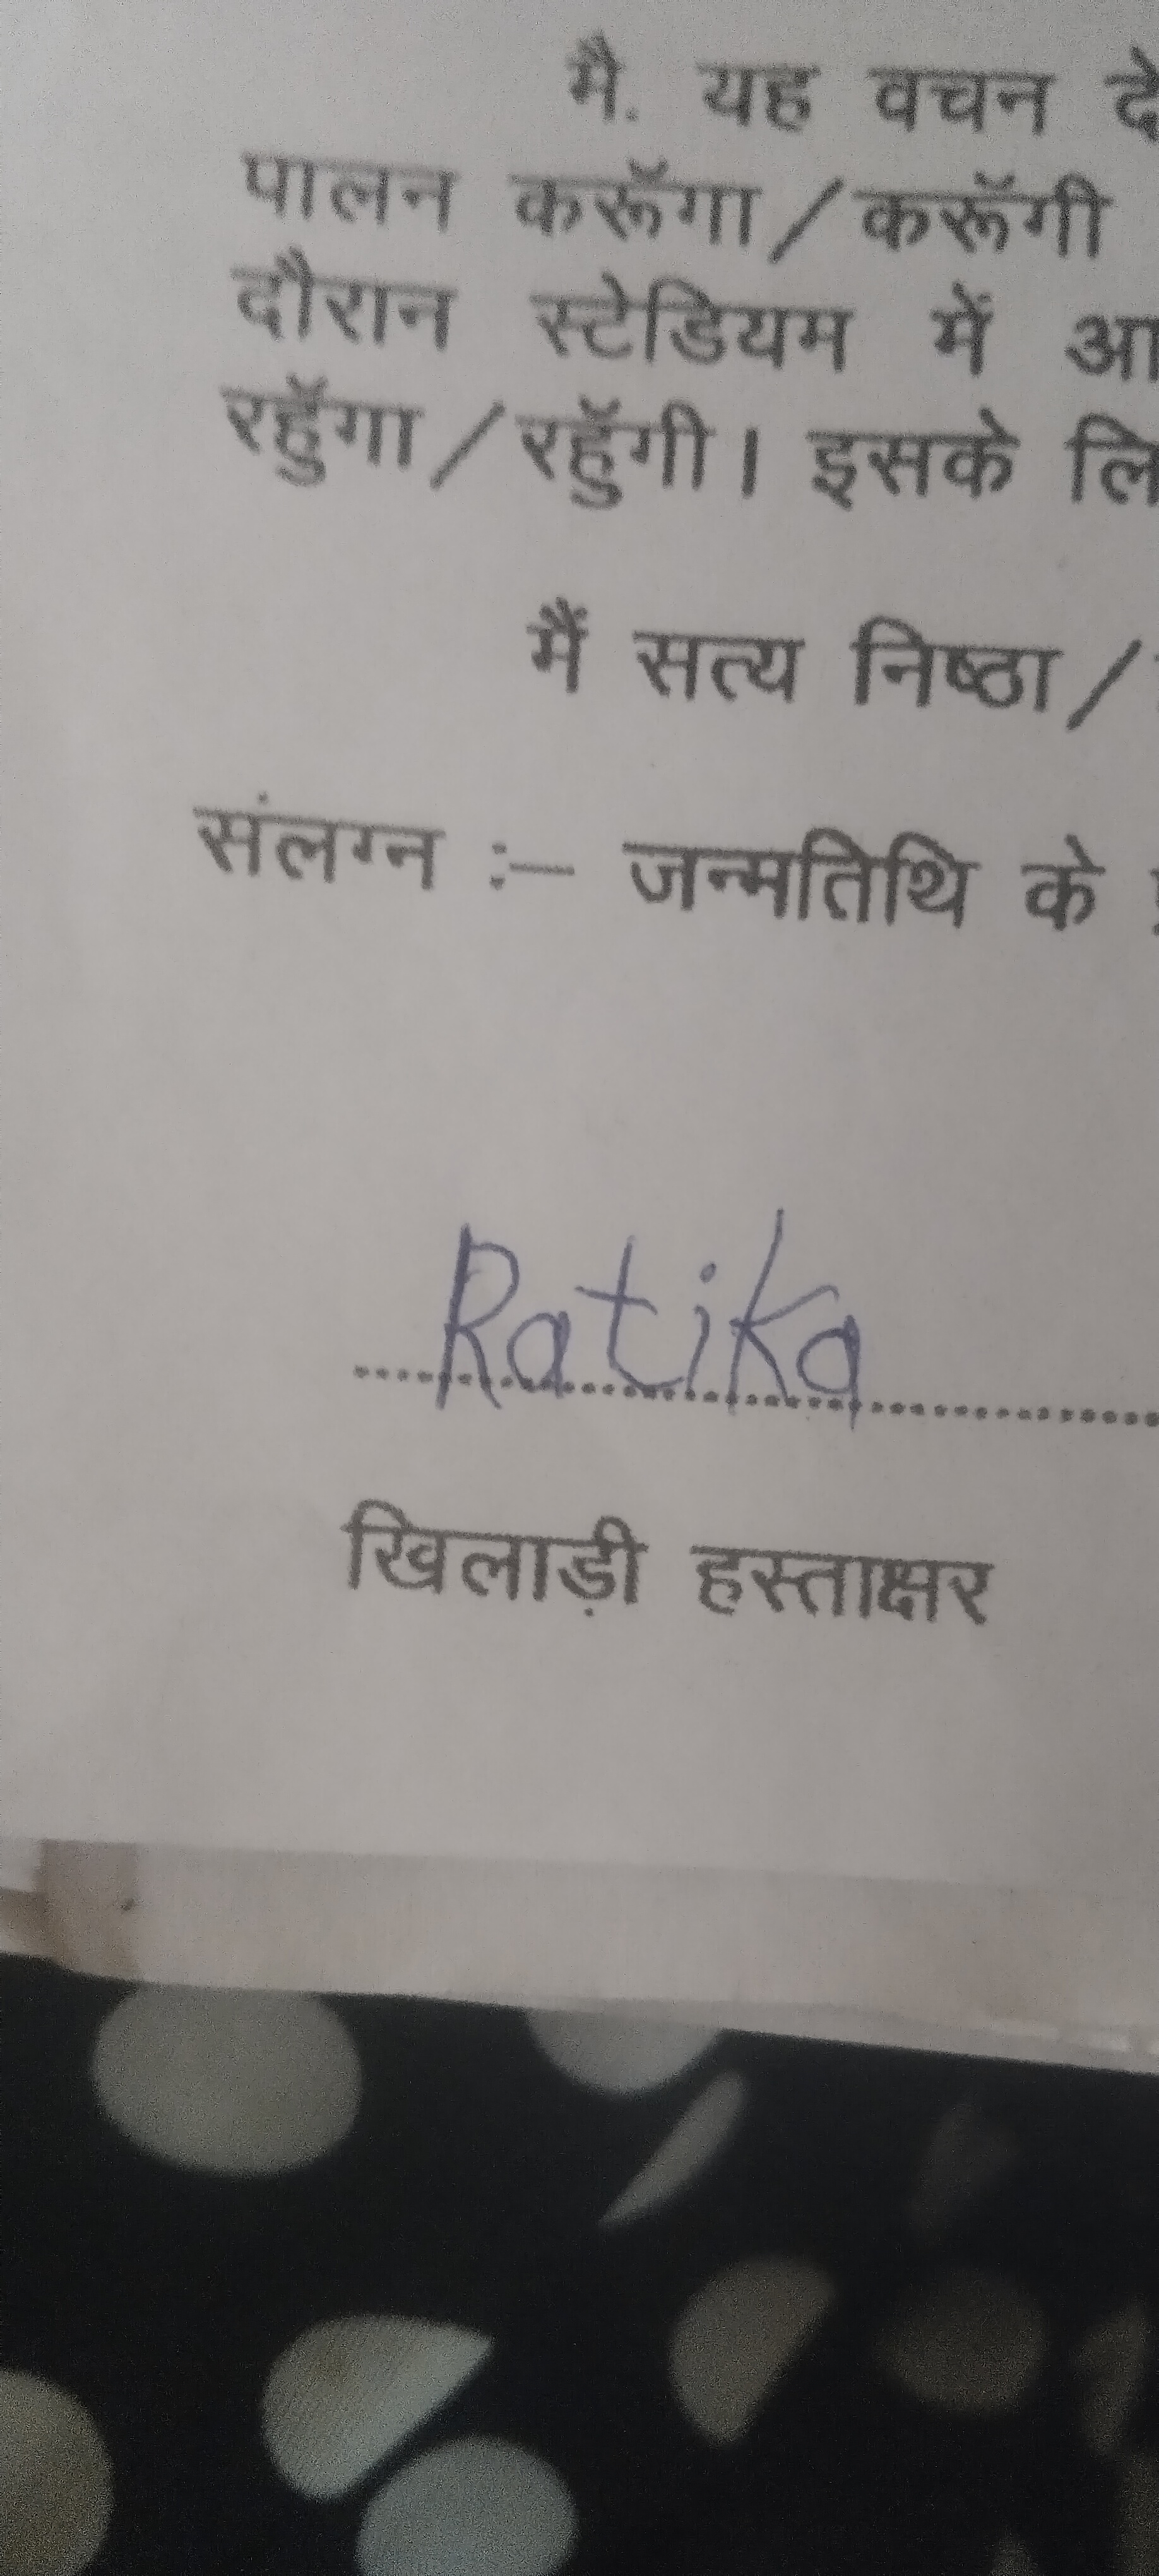 मै. यह वचन दे
पालन करूॅगा/करूॅगी
दौरान स्टेडियम में आ
रहुॅगा/रहुॅगी। इसके लि
मैं सत्य निष्ठा/
संलग्न :- जन्मतिथि के
Ratika
खिलाड़ी हस्ताक्षर